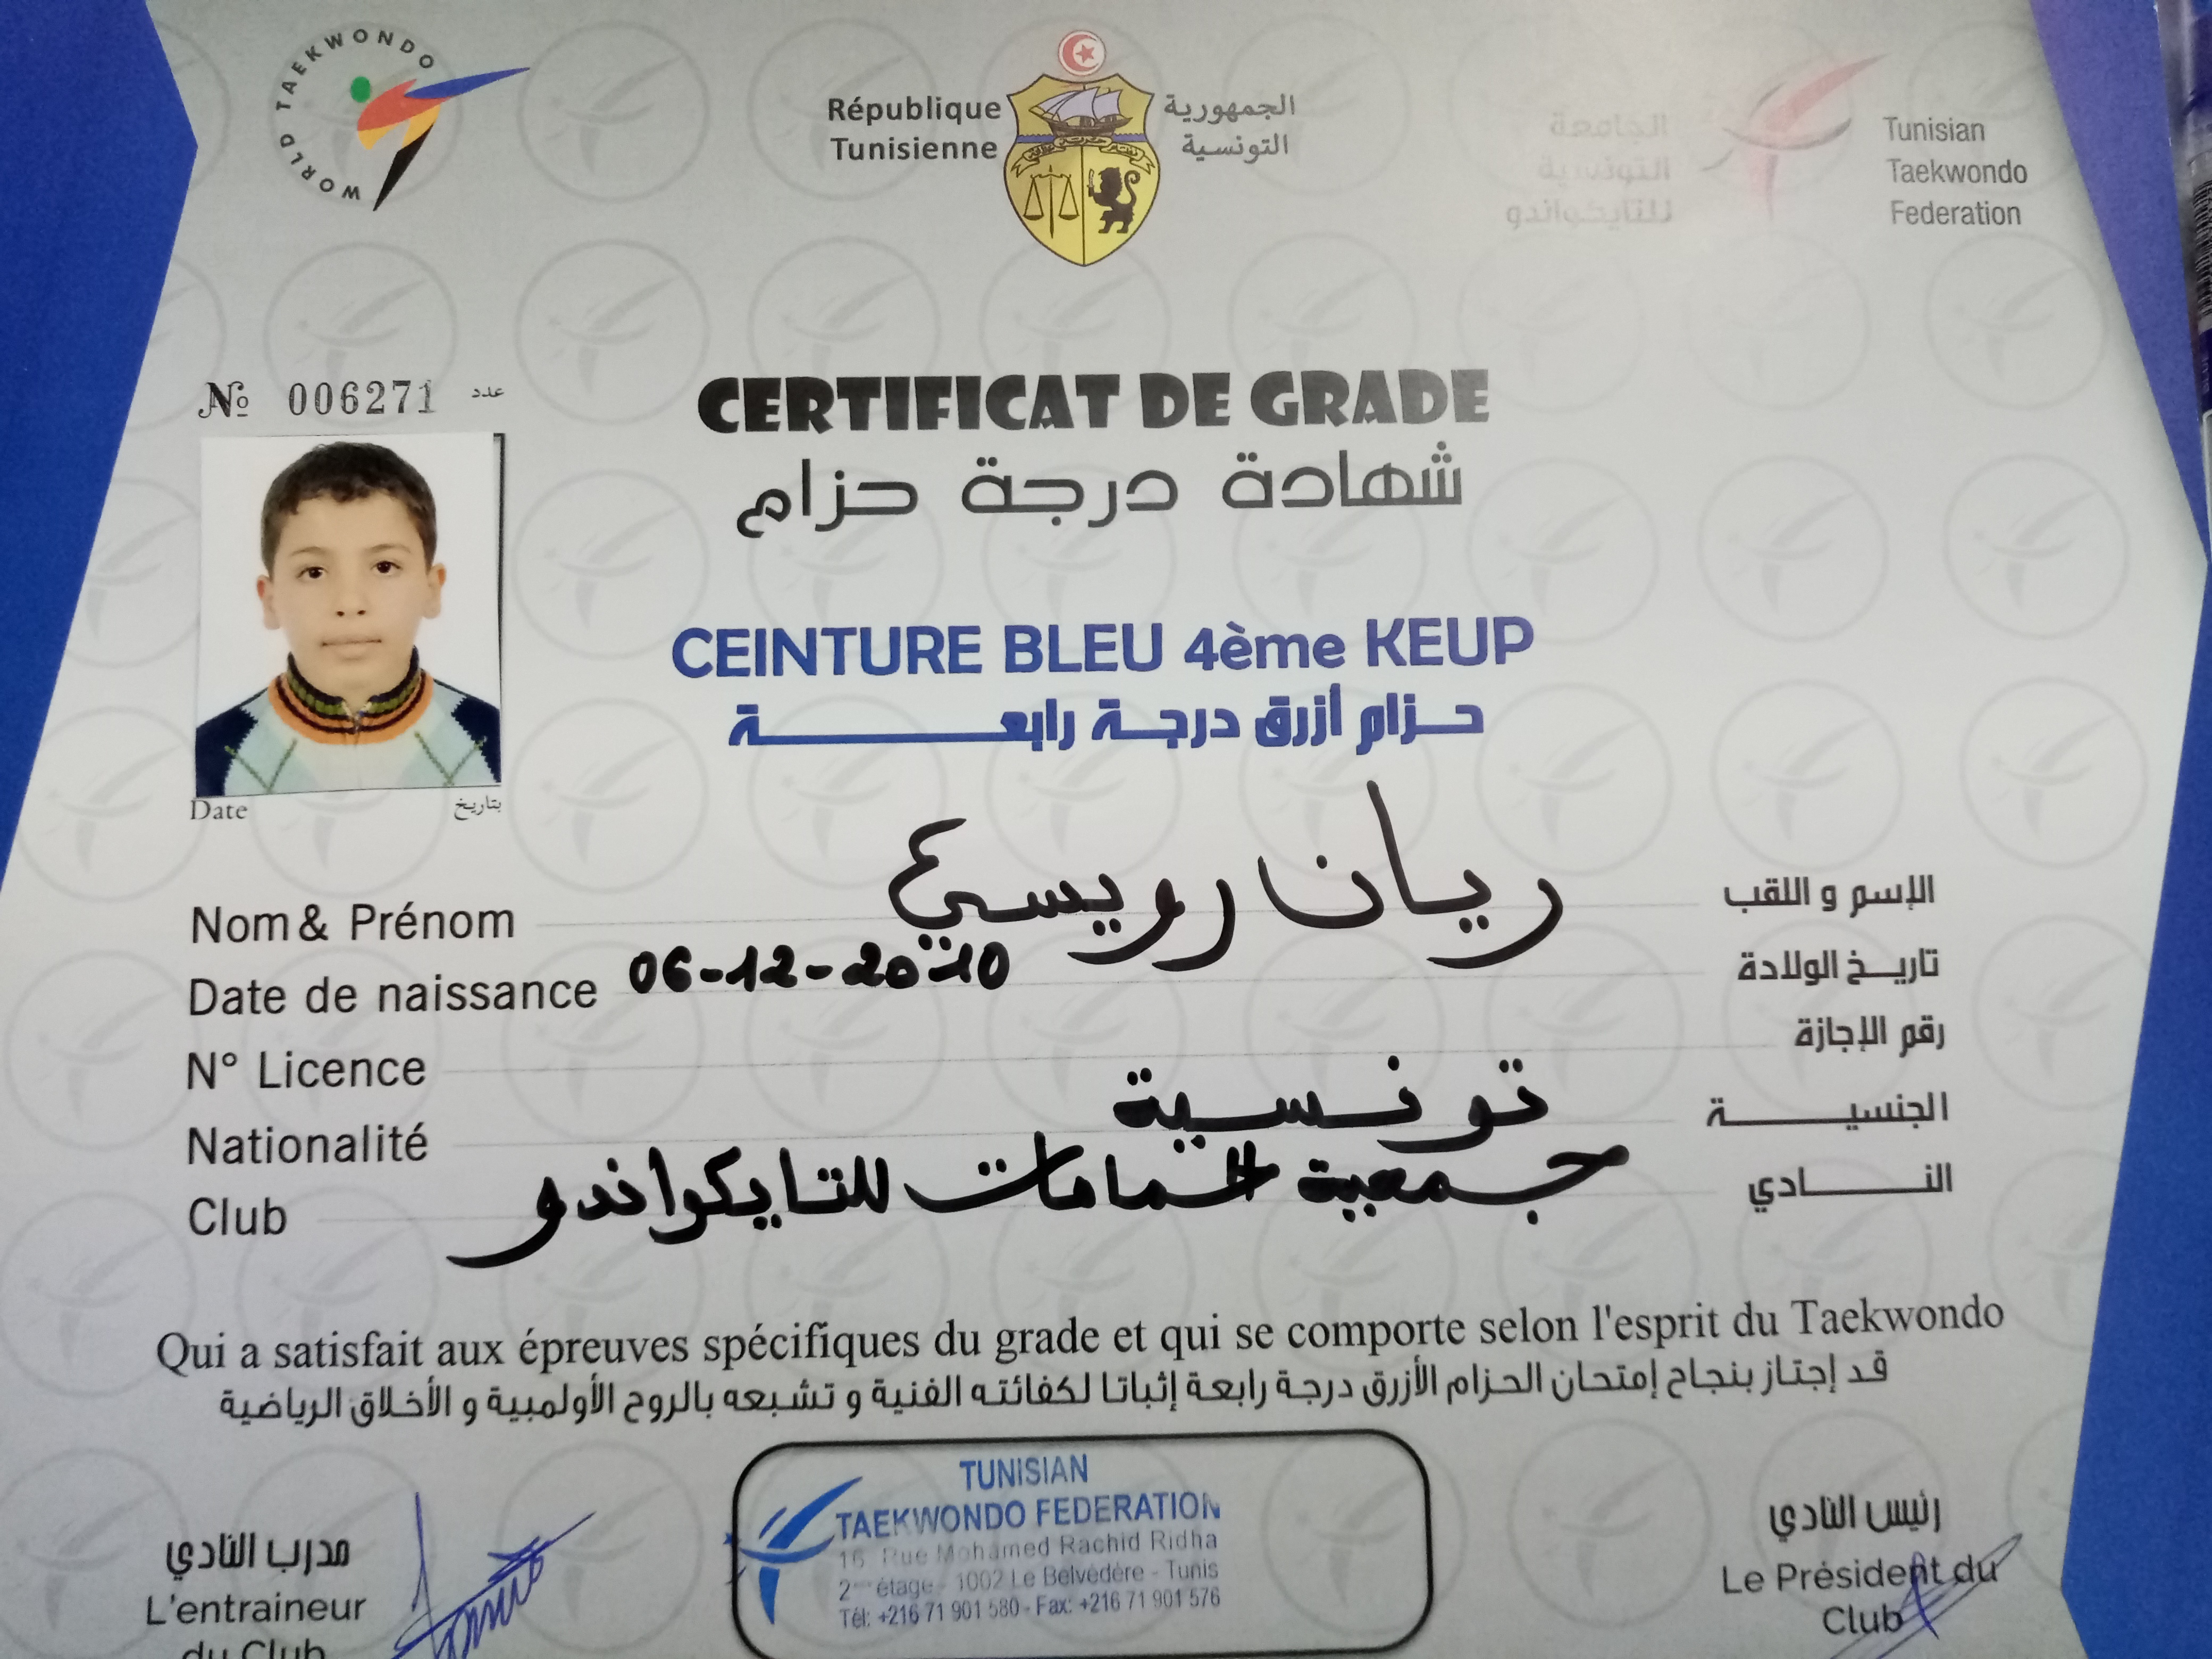 WORLD TAEKWONDO
République
Tunisienne
الجمهورية
التونسية
الجامعة
التونسية
للتايكواندو
Tunisian
Taekwondo
Federation
№ 006271 عدد
CERTIFICAT DE GRADE
شهادة درجة حزام
CEINTURE BLEU 4ème KEUP
حزام أزرق درجة رابعة
Date بتاريخ
Nom & Prénom ريان رويسي الإسم و اللقب
Date de naissance 06-12-2010 تاريخ الولادة
N° Licence رقم الإجازة
Nationalité تونسية الجنسية
Club جمعية الحمامات للتايكواندو النادي
Qui a satisfait aux épreuves spécifiques du grade et qui se comporte selon l'esprit du Taekwondo
قد إجتاز بنجاح إمتحان الحزام الأزرق درجة رابعة إثباتا لكفائته الفنية و تشبعه بالروح الأولمبية و الأخلاق الرياضية
مدرب النادي
L'entraineur
du Club
TUNISIAN
TAEKWONDO FEDERATION
16 Rue Mohamed Rachid Ridha
2ème étage - 1002 Le Belvédère - Tunis
Tél: +216 71 901 580 - Fax: +216 71 901 576
رئيس النادي
Le Président du
Club